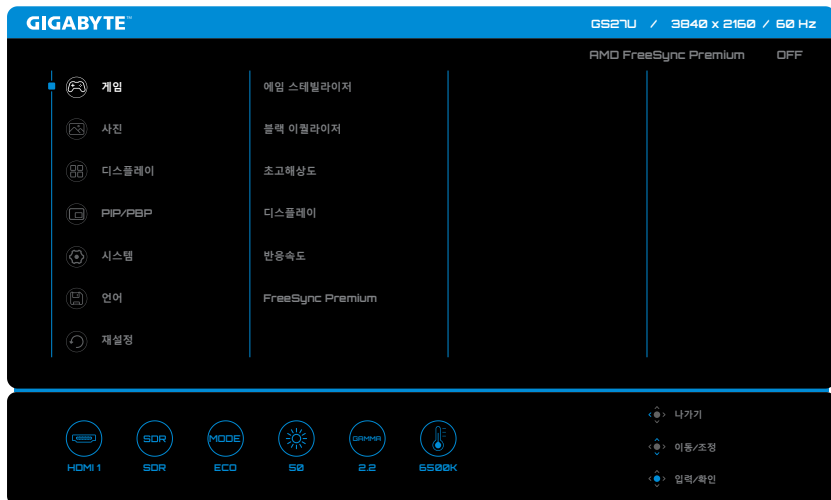 GIGABYTE™
GS27U / 3840 x 2160 / 60 Hz
AMD FreeSync Premium OFF
게임
사진
디스플레이
PIP/PBP
시스템
언어
재설정
에임 스테빌라이저
블랙 이퀄라이저
초고해상도
디스플레이
반응속도
FreeSync Premium
SDR
MODE
GAMMA
HDMI 1
SDR
ECO
50
2.2
6500K
나가기
이동/조정
입력/확인